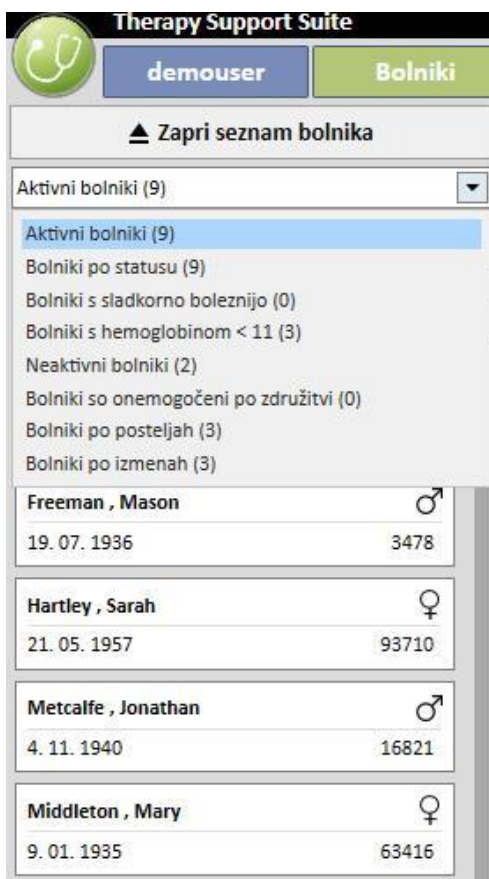 Therapy Support Suite
demouser
Bolniki
Zapri seznam bolnika
Aktivni bolniki (9)
Aktivni bolniki (9)
Bolniki po statusu (9)
Bolniki s sladkorno boleznijo (0)
Bolniki s hemoglobinom < 11 (3)
Neaktivni bolniki (2)
Bolniki so onemogočeni po združitvi (0)
Bolniki po posteljah (3)
Bolniki po izmenah (3)
Freeman , Mason
19. 07. 1936 3478
Hartley , Sarah
21. 05. 1957 93710
Metcalfe , Jonathan
4. 11. 1940 16821
Middleton , Mary
9. 01. 1935 63416